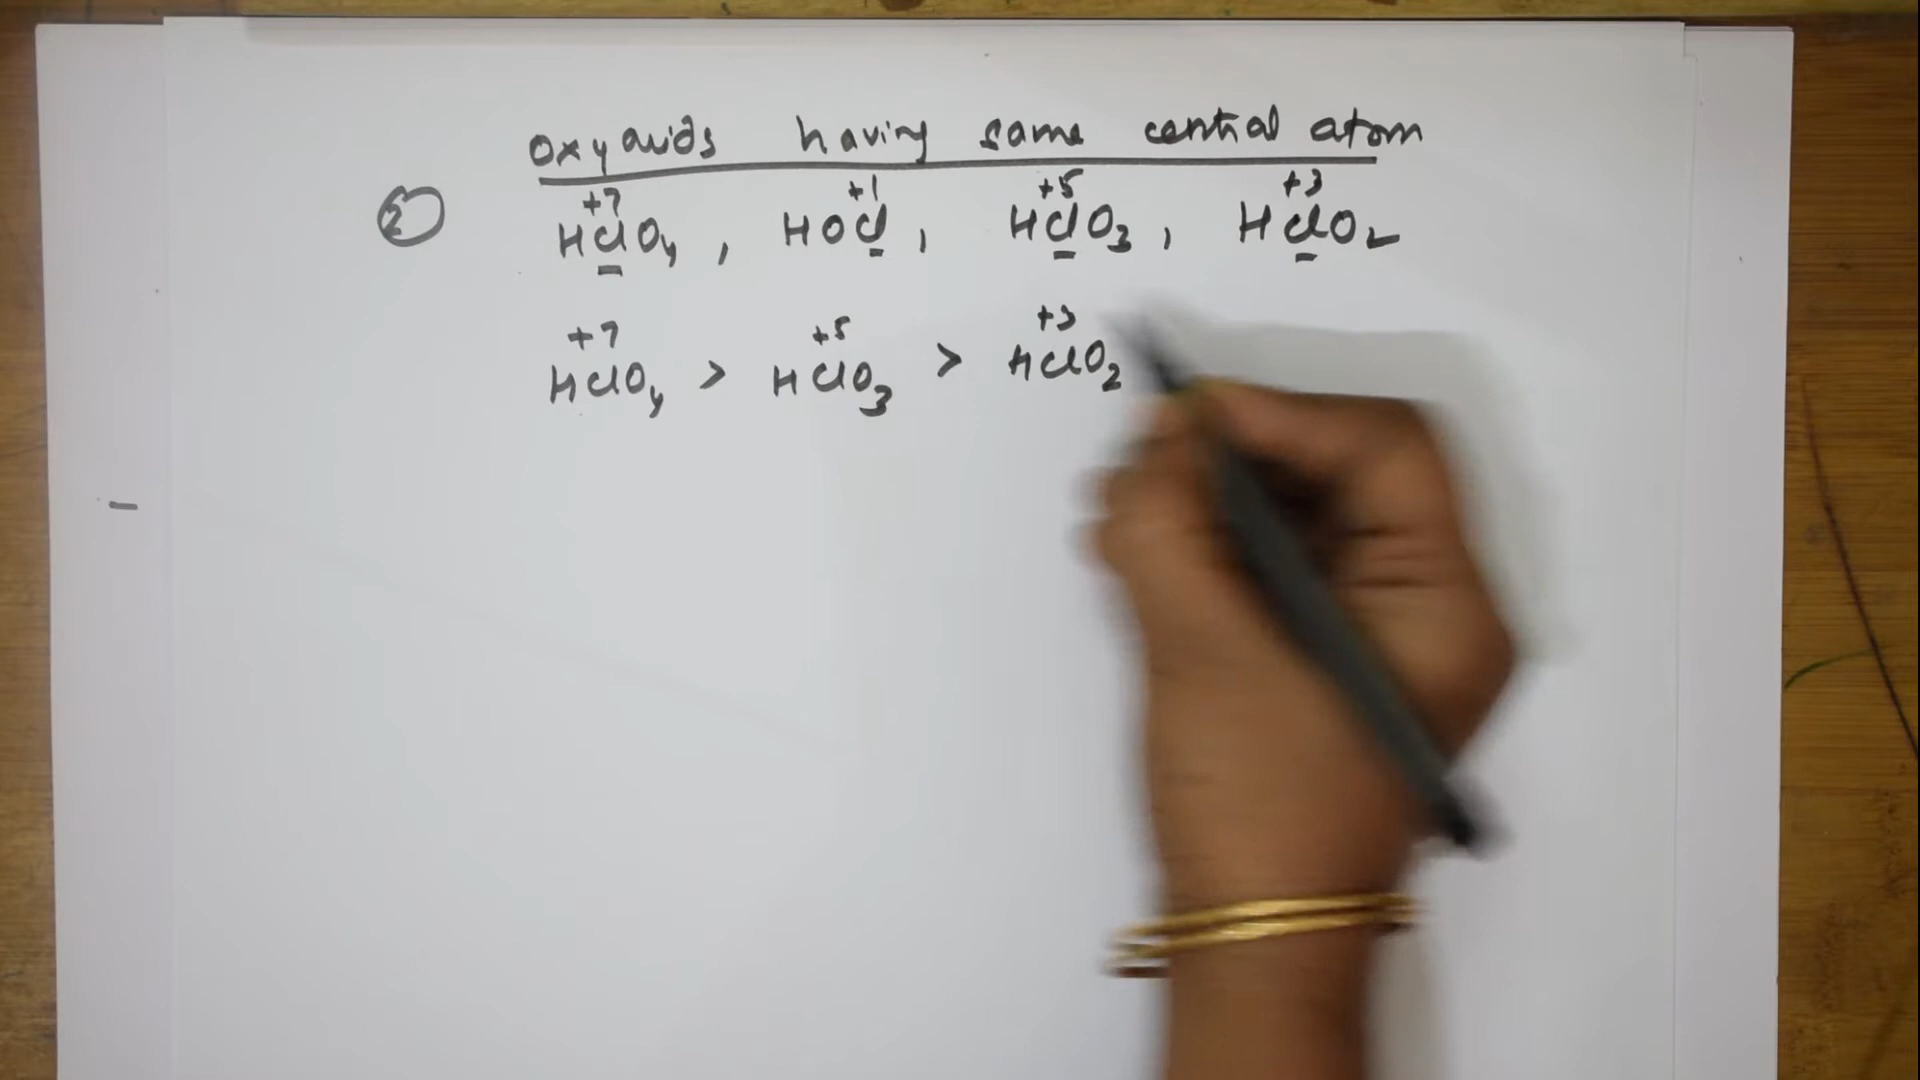 Oxyacids having same central atom
+7 +1 +5 +3
② HClO4 , HOCl , HClO3 , HClO2
+7 +5 +3
HClO4 > HClO3 > HClO2